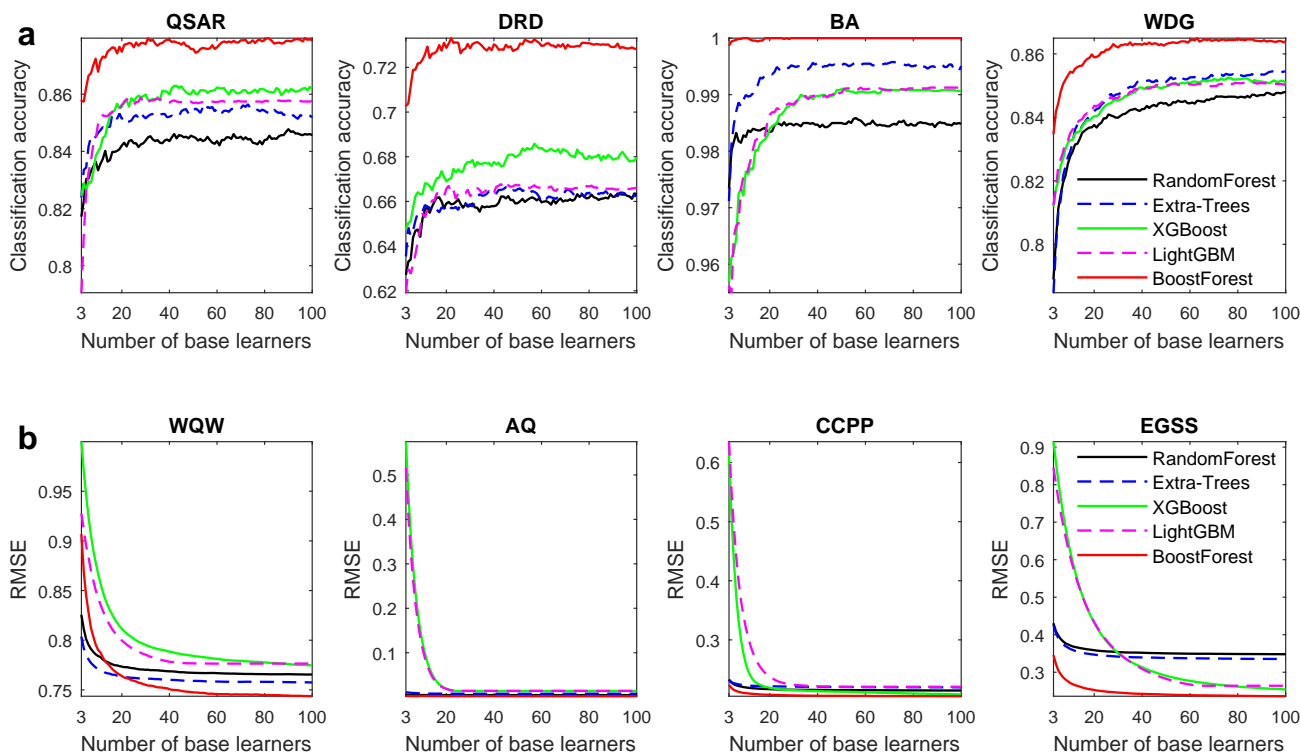 a
QSAR
DRD
BA
WDG
Classification accuracy
0.86
0.84
0.82
0.8
3
20
40
60
80
100
Number of base learners
Classification accuracy
0.72
0.7
0.68
0.66
0.64
0.62
3
20
40
60
80
100
Number of base learners
Classification accuracy
1
0.99
0.98
0.97
0.96
3
20
40
60
80
100
Number of base learners
Classification accuracy
0.86
0.84
0.82
0.8
3
20
40
60
80
100
Number of base learners
RandomForest
Extra-Trees
XGBoost
LightGBM
BoostForest
b
WQW
AQ
CCPP
EGSS
RMSE
0.95
0.9
0.85
0.8
0.75
3
20
40
60
80
100
Number of base learners
RMSE
0.5
0.4
0.3
0.2
0.1
3
20
40
60
80
100
Number of base learners
RMSE
0.6
0.5
0.4
0.3
3
20
40
60
80
100
Number of base learners
RMSE
0.9
0.8
0.7
0.6
0.5
0.4
0.3
3
20
40
60
80
100
Number of base learners
RandomForest
Extra-Trees
XGBoost
LightGBM
BoostForest